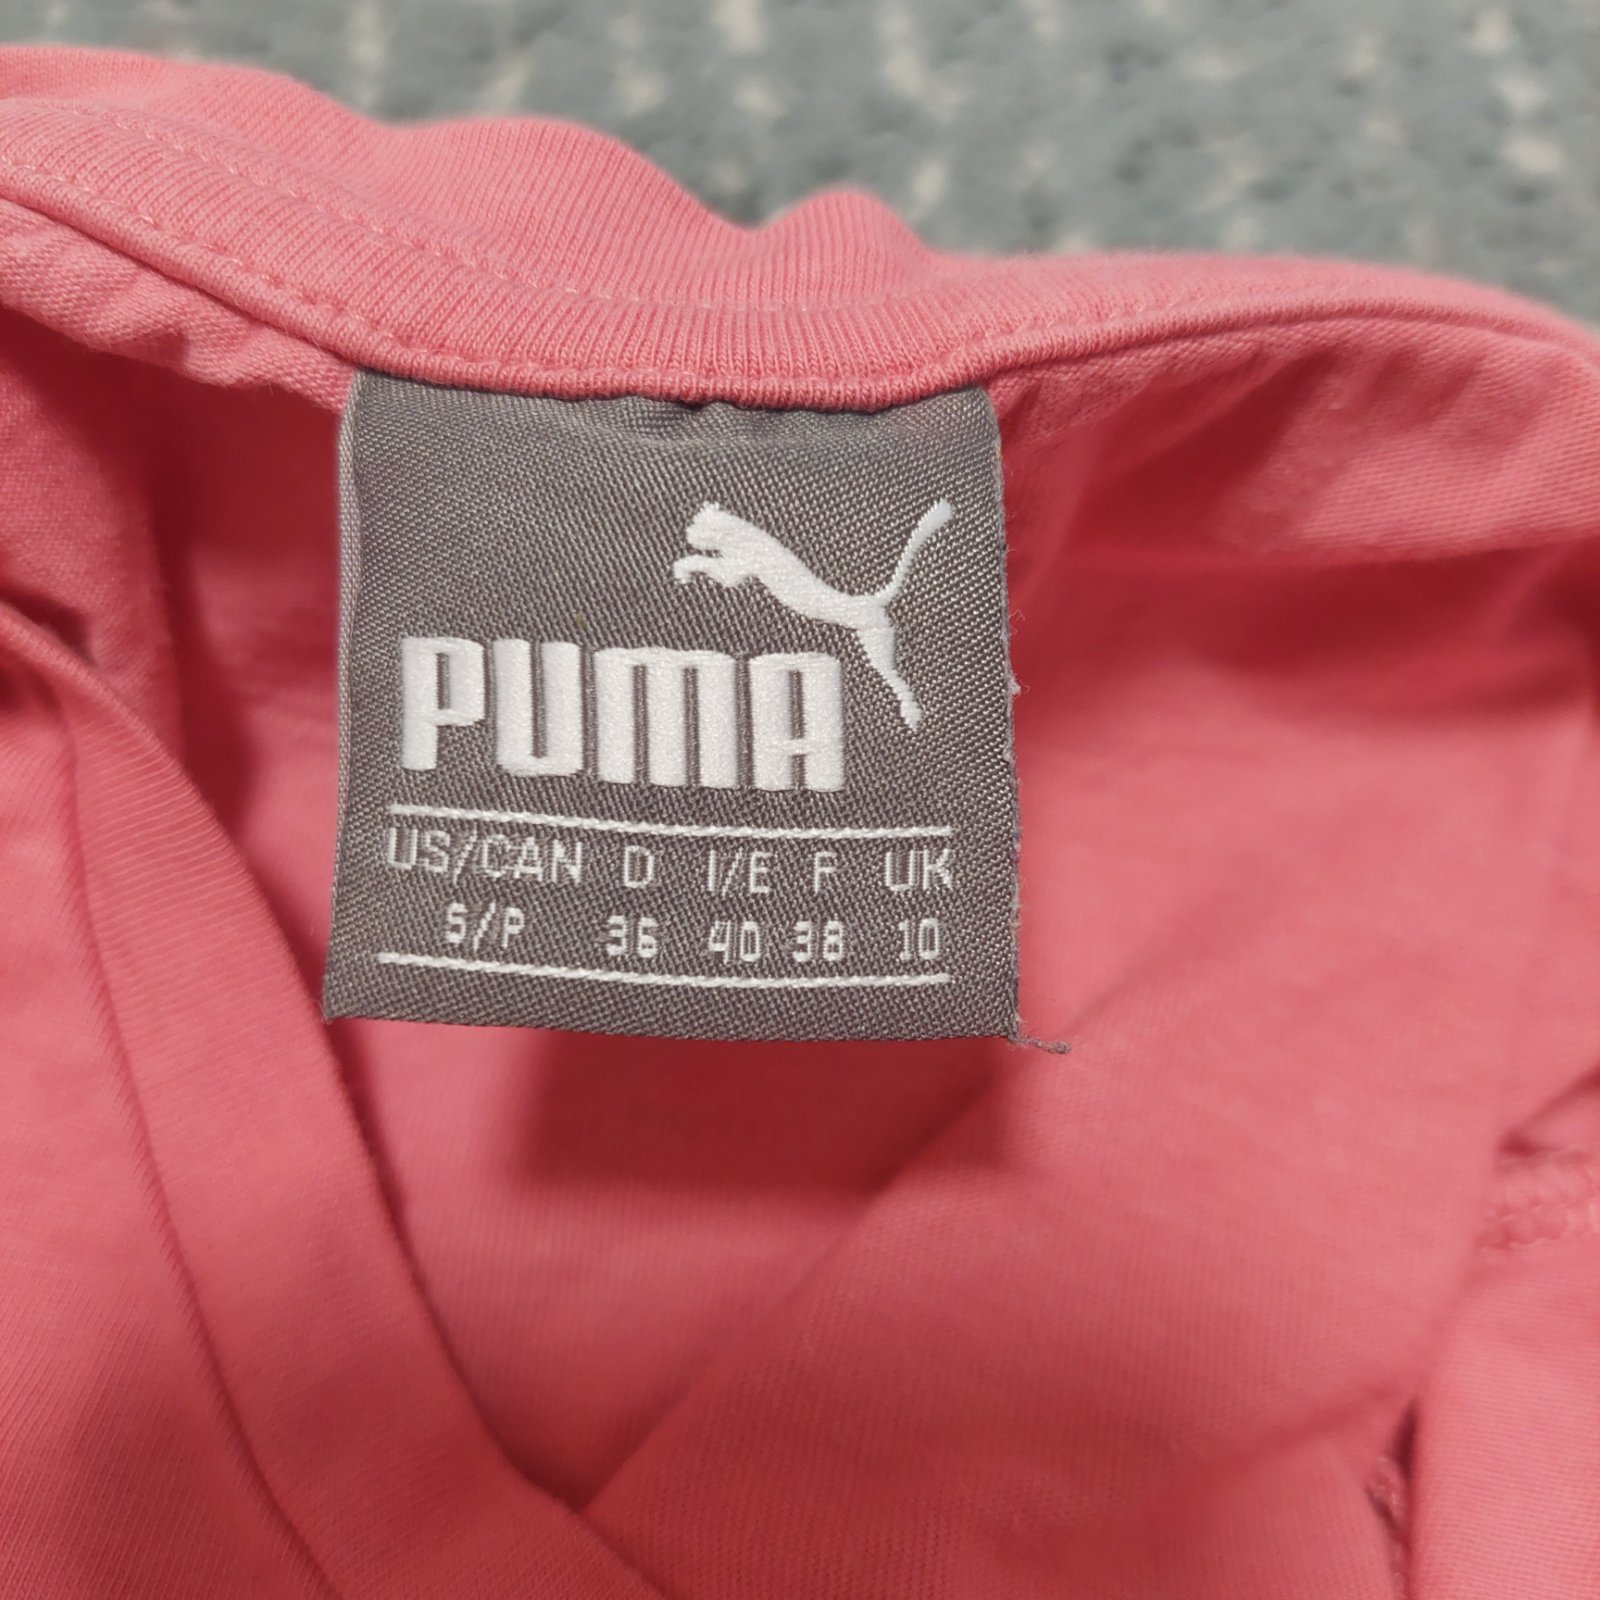 PUMA
US/CAN D I/E F UK
S/P 36 40 38 10